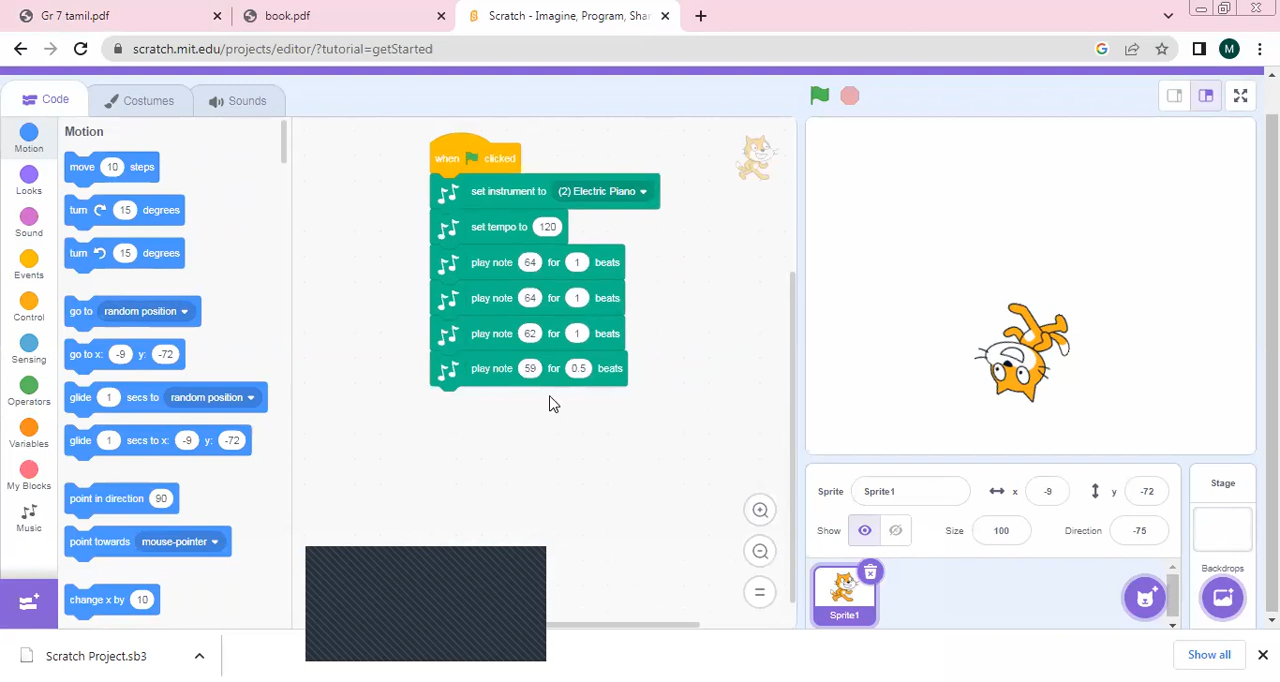 Gr 7 tamil.pdf
book.pdf
Scratch - Imagine, Program, Shar
scratch.mit.edu/projects/editor/?tutorial=getStarted
M
Code
Costumes
Sounds
Motion
Looks
Sound
Events
Control
Sensing
Operators
Variables
My Blocks
Music
Motion
move 10 steps
turn 15 degrees
turn 15 degrees
go to random position
go to x: -9 y: -72
glide 1 secs to random position
glide 1 secs to x: -9 y: -72
point in direction 90
point towards mouse-pointer
change x by 10
when clicked
set instrument to (2) Electric Piano
set tempo to 120
play note 64 for 1 beats
play note 64 for 1 beats
play note 62 for 1 beats
play note 59 for 0.5 beats
Sprite Sprite1 x -9 y -72
Show Size 100 Direction -75
Sprite1
Stage
Backdrops
Scratch Project.sb3
Show all